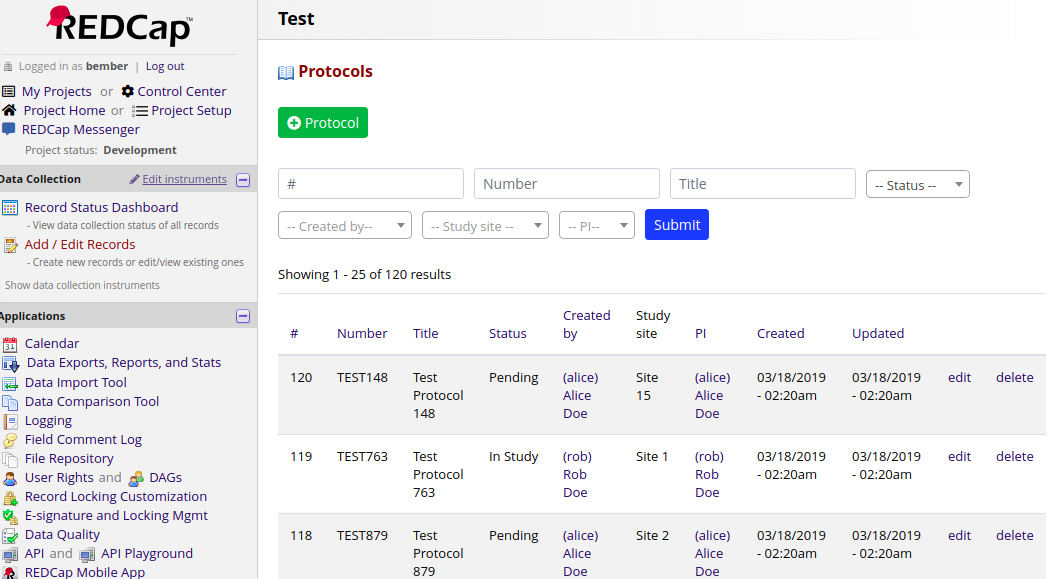 REDCap™
Logged in as bember | Log out
My Projects or Control Center
Project Home or Project Setup
REDCap Messenger
Project status: Development
Data Collection Edit instruments
Record Status Dashboard
- View data collection status of all records
Add / Edit Records
- Create new records or edit/view existing ones
Show data collection instruments
Applications
Calendar
Data Exports, Reports, and Stats
Data Import Tool
Data Comparison Tool
Logging
Field Comment Log
File Repository
User Rights and DAGs
Record Locking Customization
E-signature and Locking Mgmt
Data Quality
API and API Playground
REDCap Mobile App
Test
Protocols
Protocol
# Number Title -- Status --
-- Created by-- -- Study site -- -- PI-- Submit
Showing 1 - 25 of 120 results
# Number Title Status Created by Study site PI Created Updated
120 TEST148 Test Protocol 148 Pending (alice) Alice Doe Site 15 (alice) Alice Doe 03/18/2019 - 02:20am 03/18/2019 - 02:20am edit delete
119 TEST763 Test Protocol 763 In Study (rob) Rob Doe Site 1 (rob) Rob Doe 03/18/2019 - 02:20am 03/18/2019 - 02:20am edit delete
118 TEST879 Test Protocol 879 Pending (alice) Alice Doe Site 2 (alice) Alice Doe 03/18/2019 - 02:20am 03/18/2019 - 02:20am edit delete